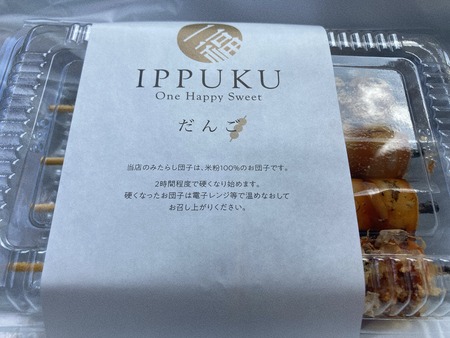 一福
IPPUKU
One Happy Sweet
だんご
当店のみたらし団子は、米粉100%のお団子です。
2時間程度で硬くなり始めます。
硬くなったお団子は電子レンジ等で温めなおして
お召し上がりください。